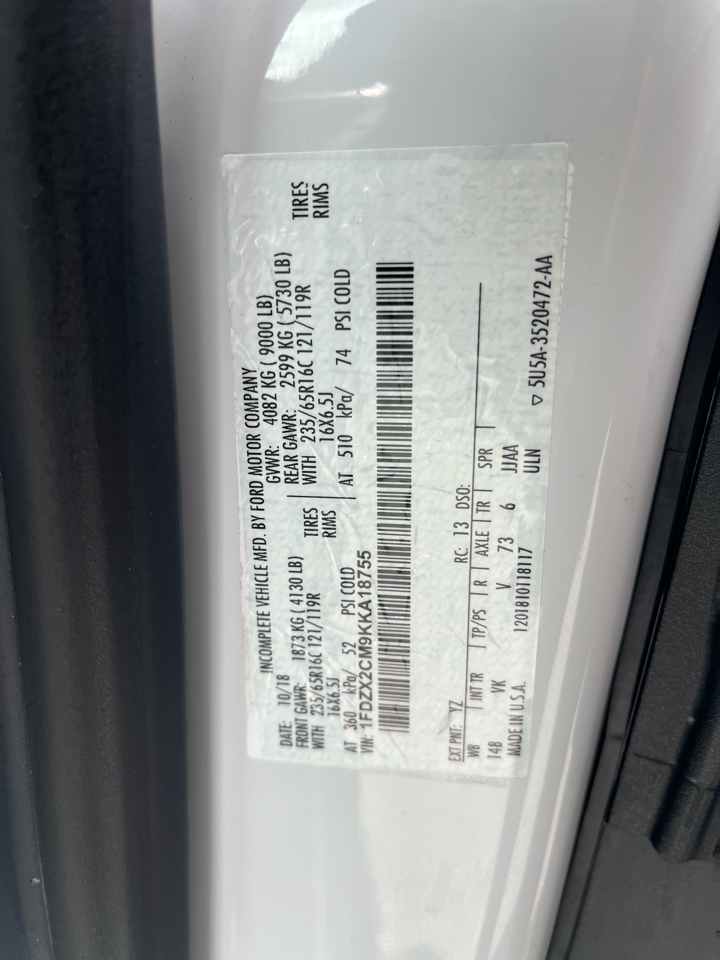 INCOMPLETE VEHICLE MFD. BY FORD MOTOR COMPANY
DATE: 10/18 GVWR: 4082 KG ( 9000 LB)
FRONT GAWR: 1873 KG ( 4130 LB) REAR GAWR: 2599 KG ( 5730 LB)
WITH 235/65R16C 121/119R TIRES WITH 235/65R16C 121/119R TIRES
16X6.5J RIMS 16X6.5J RIMS
AT 360 kPa/ 52 PSI COLD AT 510 kPa/ 74 PSI COLD
VIN: 1FDZX2CM9KKA18755
EXT PNT: YZ RC: 13 DSO:
WB INT TR TP/PS R AXLE TR SPR
148 VK V 73 6 JJAA
MADE IN U.S.A. 1201810118117 ULN
▽ 5U5A-3520472-AA